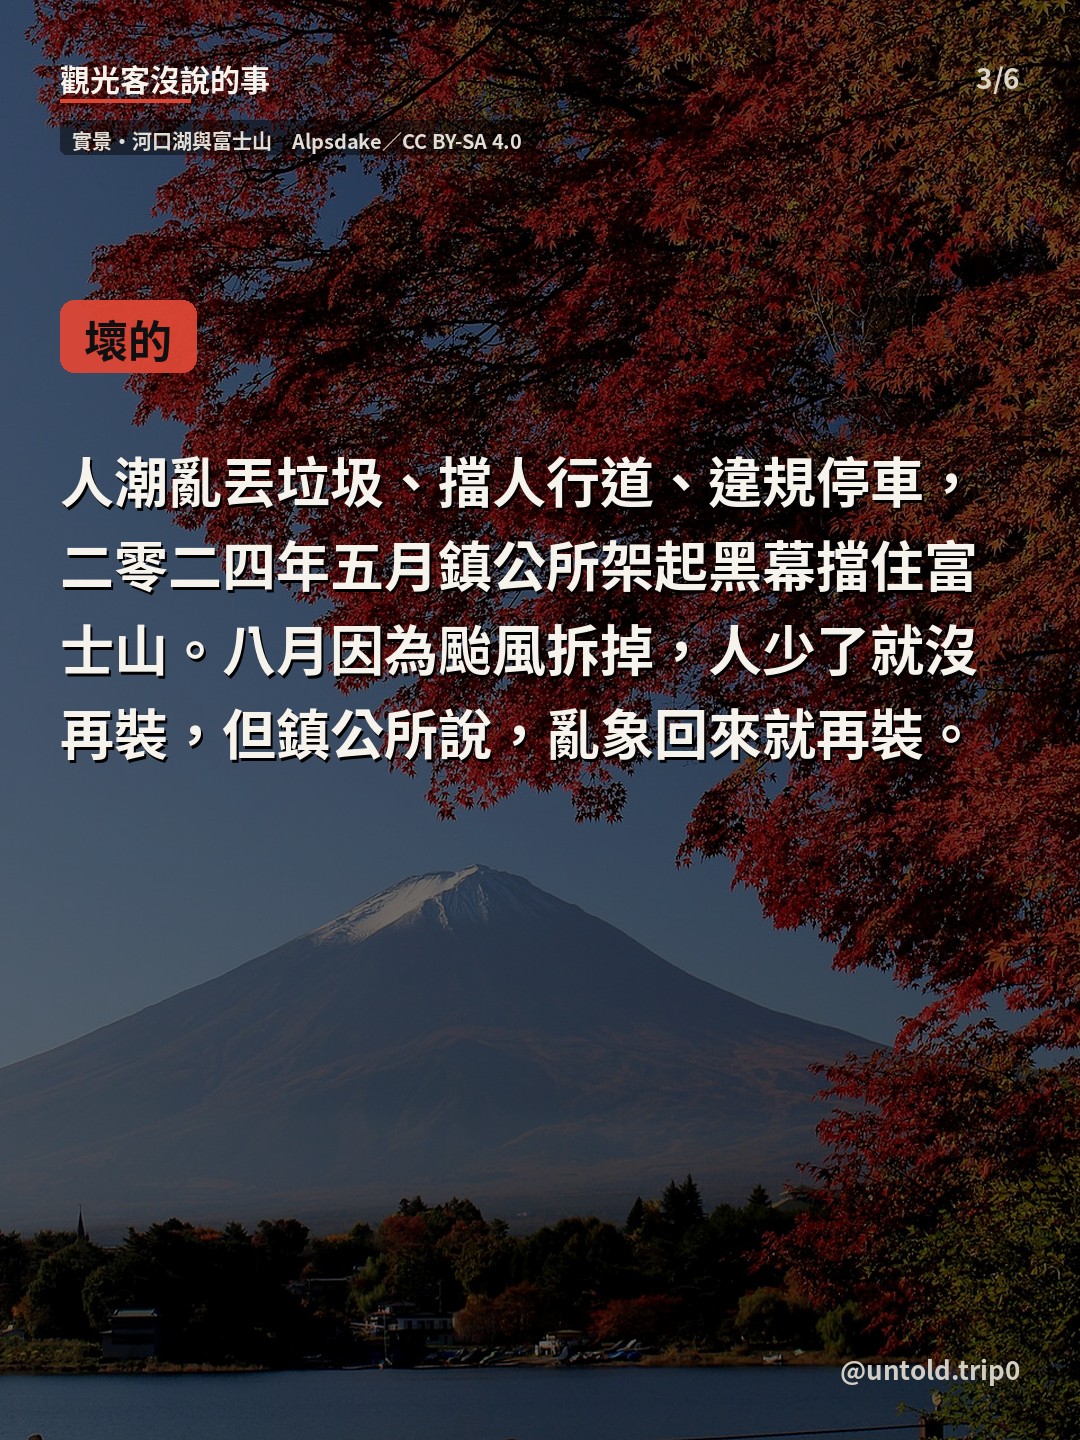 觀光客沒說的事
3/6
實景・河口湖與富士山　Alpsdake／CC BY-SA 4.0
壞的
人潮亂丟垃圾、擋人行道、違規停車，
二零二四年五月鎮公所架起黑幕擋住富
士山。八月因為颱風拆掉，人少了就沒
再裝，但鎮公所說，亂象回來就再裝。
@untold.trip0